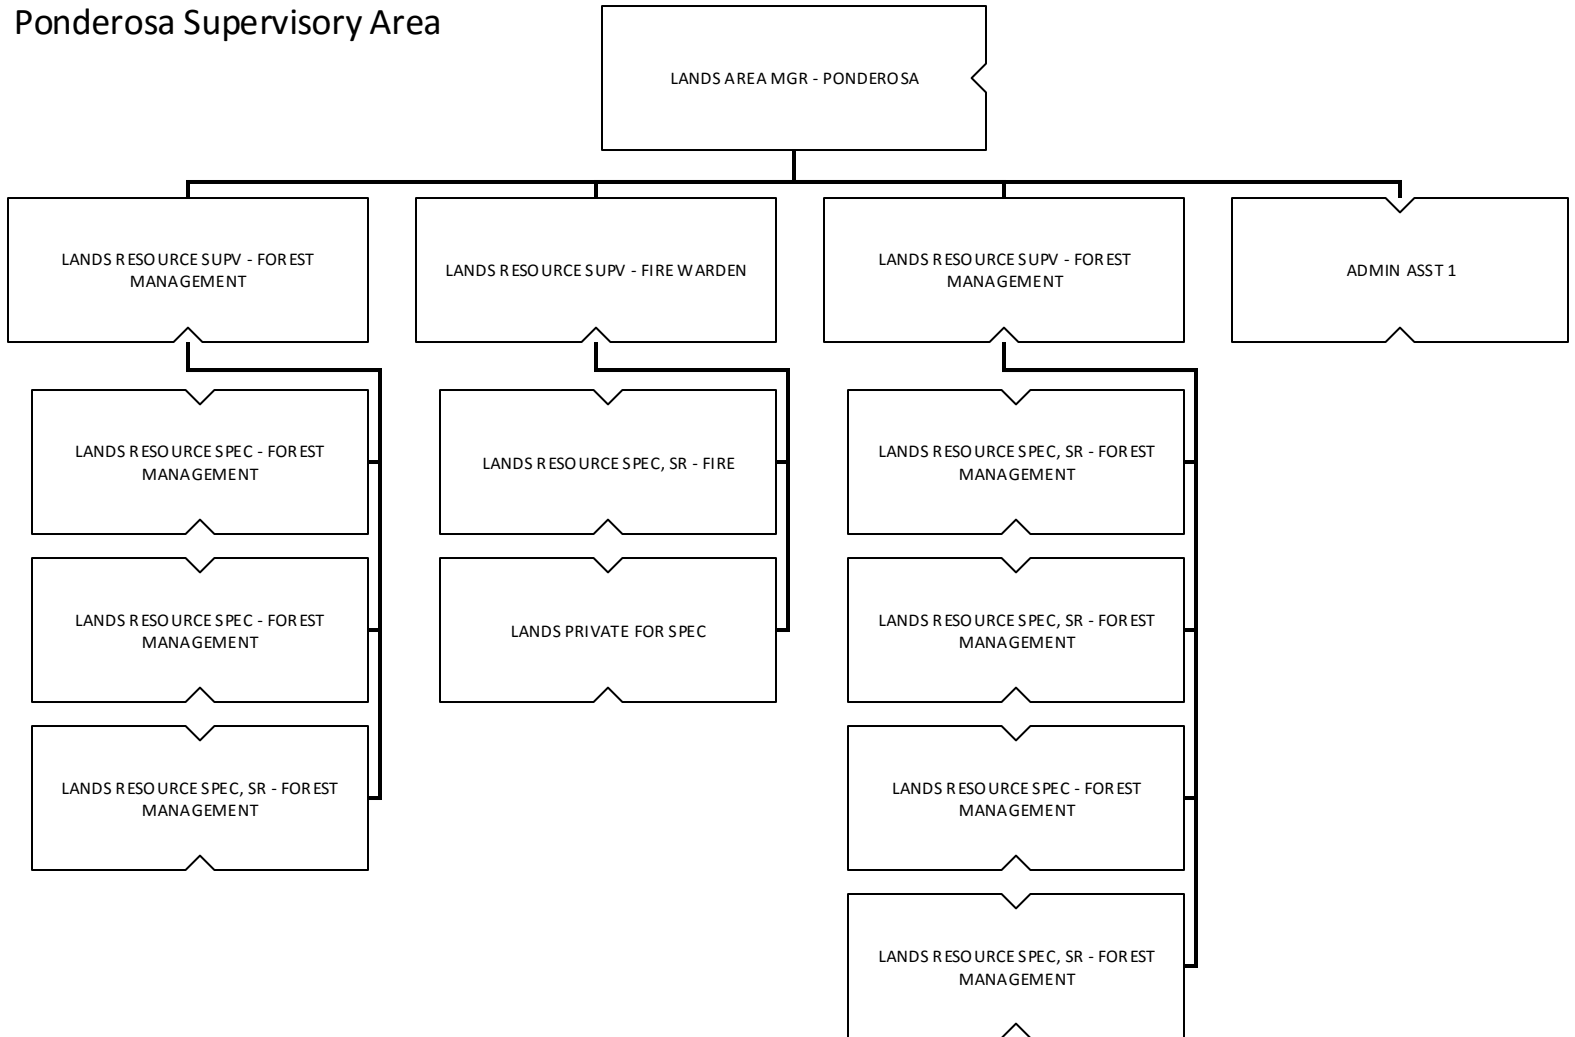 Ponderosa Supervisory Area
LANDS AREA MGR - PONDEROSA
LANDS RESOURCE SUPV - FOREST
MANAGEMENT
LANDS RESOURCE SUPV - FIRE WARDEN
LANDS RESOURCE SUPV - FOREST
MANAGEMENT
ADMIN ASST 1
LANDS RESOURCE SPEC - FOREST
MANAGEMENT
LANDS RESOURCE SPEC, SR - FIRE
LANDS RESOURCE SPEC, SR - FOREST
MANAGEMENT
LANDS RESOURCE SPEC - FOREST
MANAGEMENT
LANDS PRIVATE FOR SPEC
LANDS RESOURCE SPEC, SR - FOREST
MANAGEMENT
LANDS RESOURCE SPEC, SR - FOREST
MANAGEMENT
LANDS RESOURCE SPEC - FOREST
MANAGEMENT
LANDS RESOURCE SPEC, SR - FOREST
MANAGEMENT